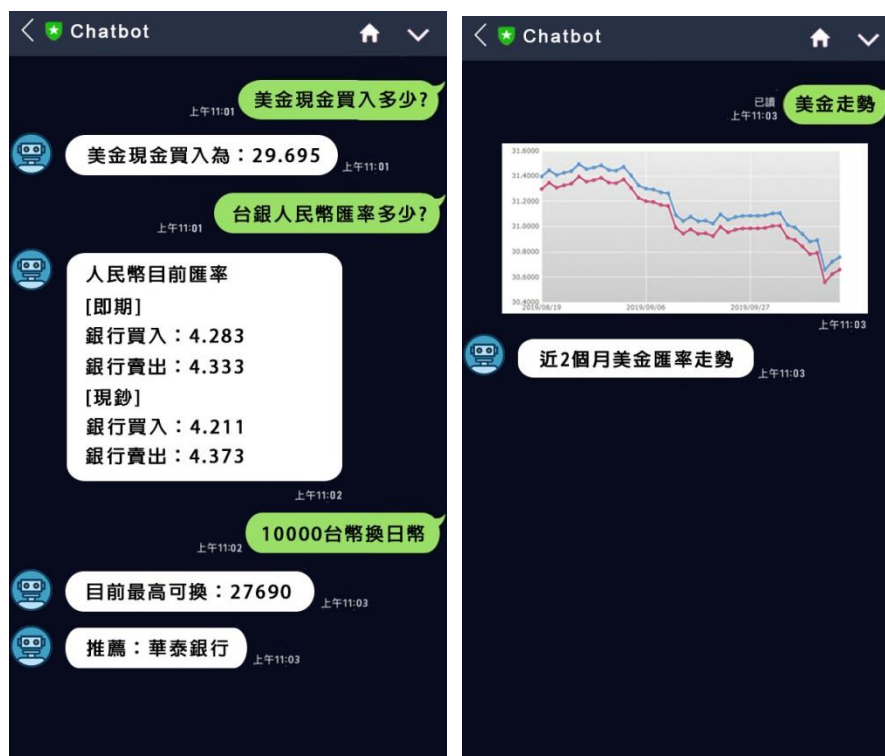 Chatbot
美金現金買入多少?
上午11:01
美金現金買入為：29.695
上午11:01
台銀人民幣匯率多少?
上午11:01
人民幣目前匯率
[即期]
銀行買入：4.283
銀行賣出：4.333
[現鈔]
銀行買入：4.211
銀行賣出：4.373
上午11:02
10000台幣換日幣
上午11:02
目前最高可換：27690
上午11:03
推薦：華泰銀行
上午11:03
Chatbot
已讀
上午11:03
美金走勢
31.6000
31.4000
31.2000
31.0000
30.8000
30.6000
30.4000
2019/08/19
2019/09/06
2019/09/27
上午11:03
近2個月美金匯率走勢
上午11:03